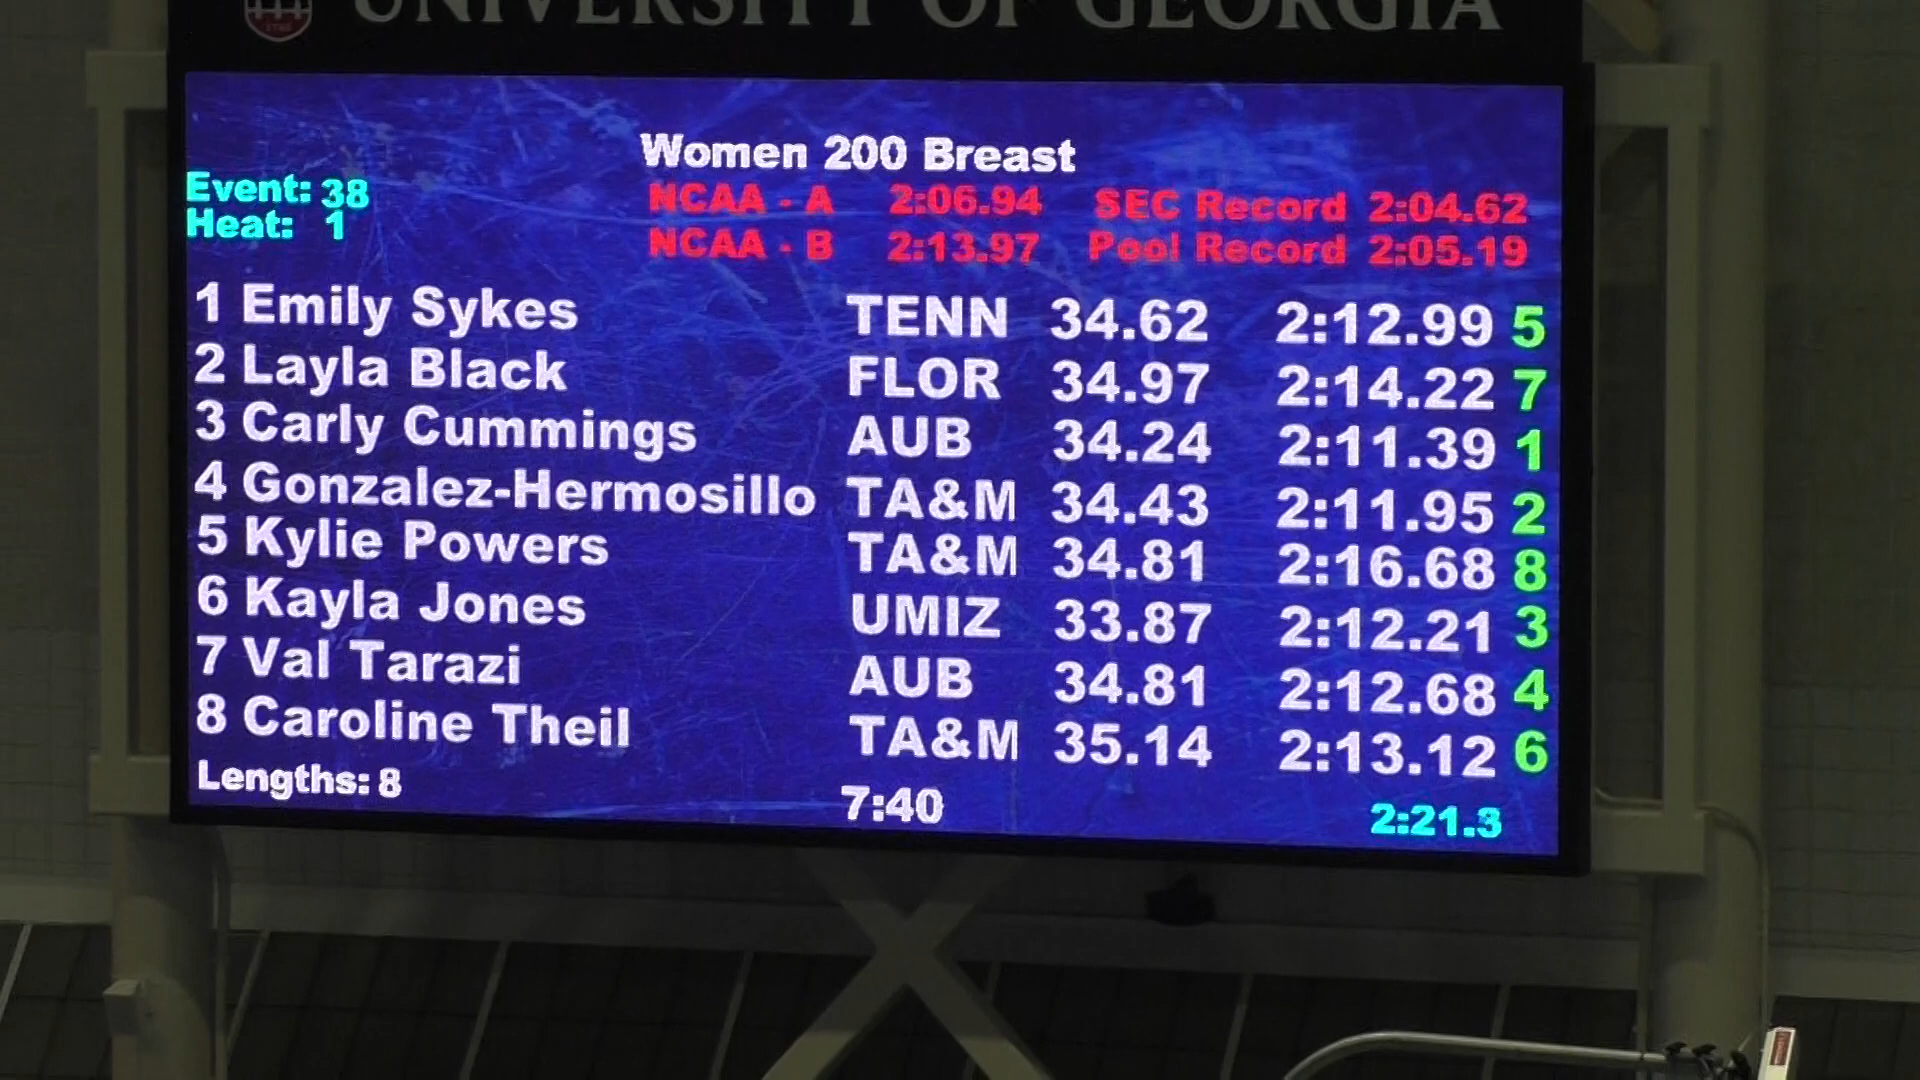 UNIVERSITY OF GEORGIA
Women 200 Breast
Event: 38
Heat: 1
NCAA - A 2:06.94 SEC Record 2:04.62
NCAA - B 2:13.97 Pool Record 2:05.19
1 Emily Sykes TENN 34.62 2:12.99 5
2 Layla Black FLOR 34.97 2:14.22 7
3 Carly Cummings AUB 34.24 2:11.39 1
4 Gonzalez-Hermosillo TA&M 34.43 2:11.95 2
5 Kylie Powers TA&M 34.81 2:16.68 8
6 Kayla Jones UMIZ 33.87 2:12.21 3
7 Val Tarazi AUB 34.81 2:12.68 4
8 Caroline Theil TA&M 35.14 2:13.12 6
Lengths: 8 7:40 2:21.3